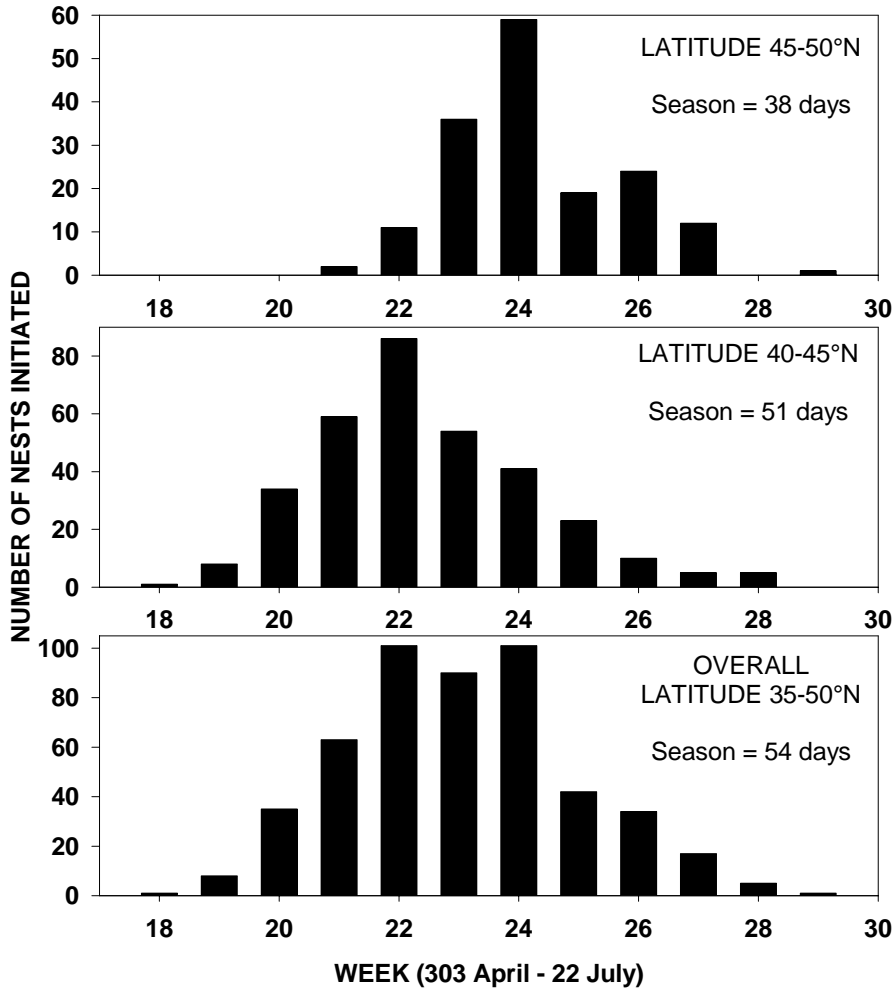 NUMBER OF NESTS INITIATED
60
50
40
30
20
10
0
LATITUDE 45-50°N
Season = 38 days
18 20 22 24 26 28 30
80
60
40
20
0
LATITUDE 40-45°N
Season = 51 days
18 20 22 24 26 28 30
100
80
60
40
20
0
OVERALL
LATITUDE 35-50°N
Season = 54 days
18 20 22 24 26 28 30
WEEK (303 April - 22 July)